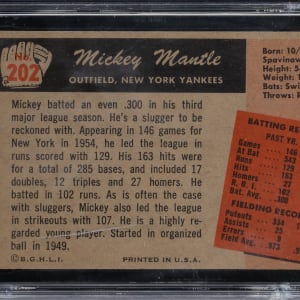 NO.
202
Mickey Mantle
OUTFIELD, NEW YORK YANKEES
Born: 10/
Spavinaw
Height: 5-
Weight:
Bats: Swi
Throws: R
Mickey batted an even .300 in his third
major league season. He's a slugger to be
reckoned with. Appearing in 146 games for
New York in 1954, he led the league in
runs scored with 129. His 163 hits were
for a total of 285 bases, and included 17
doubles, 12 triples and 27 homers. He
batted in 102 runs. As is often the case
with sluggers, Mickey also led the league
in strikeouts with 107. He is a highly re-
garded young player. Started in organized
ball in 1949.
©B.G.H.L.I. PRINTED IN U.S.A.
BATTING RE
PAST YR.
Games 146
At Bat 543
Runs
Hits
Homers
R. B. I.
Bat. Avg. .300
FIELDING RECO
Putouts 334
Assists
Errors
Field Avg.